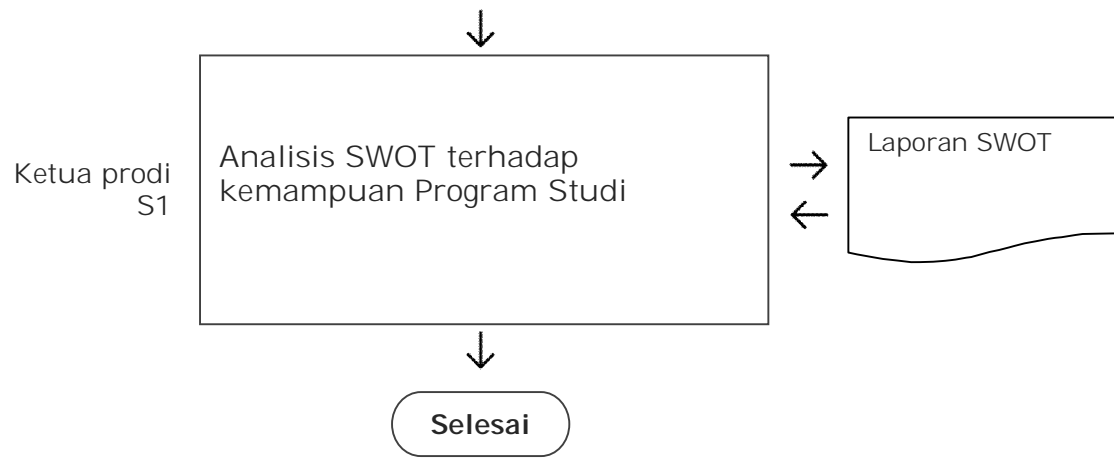 Ketua prodi
S1
Analisis SWOT terhadap
kemampuan Program Studi
Laporan SWOT
Selesai